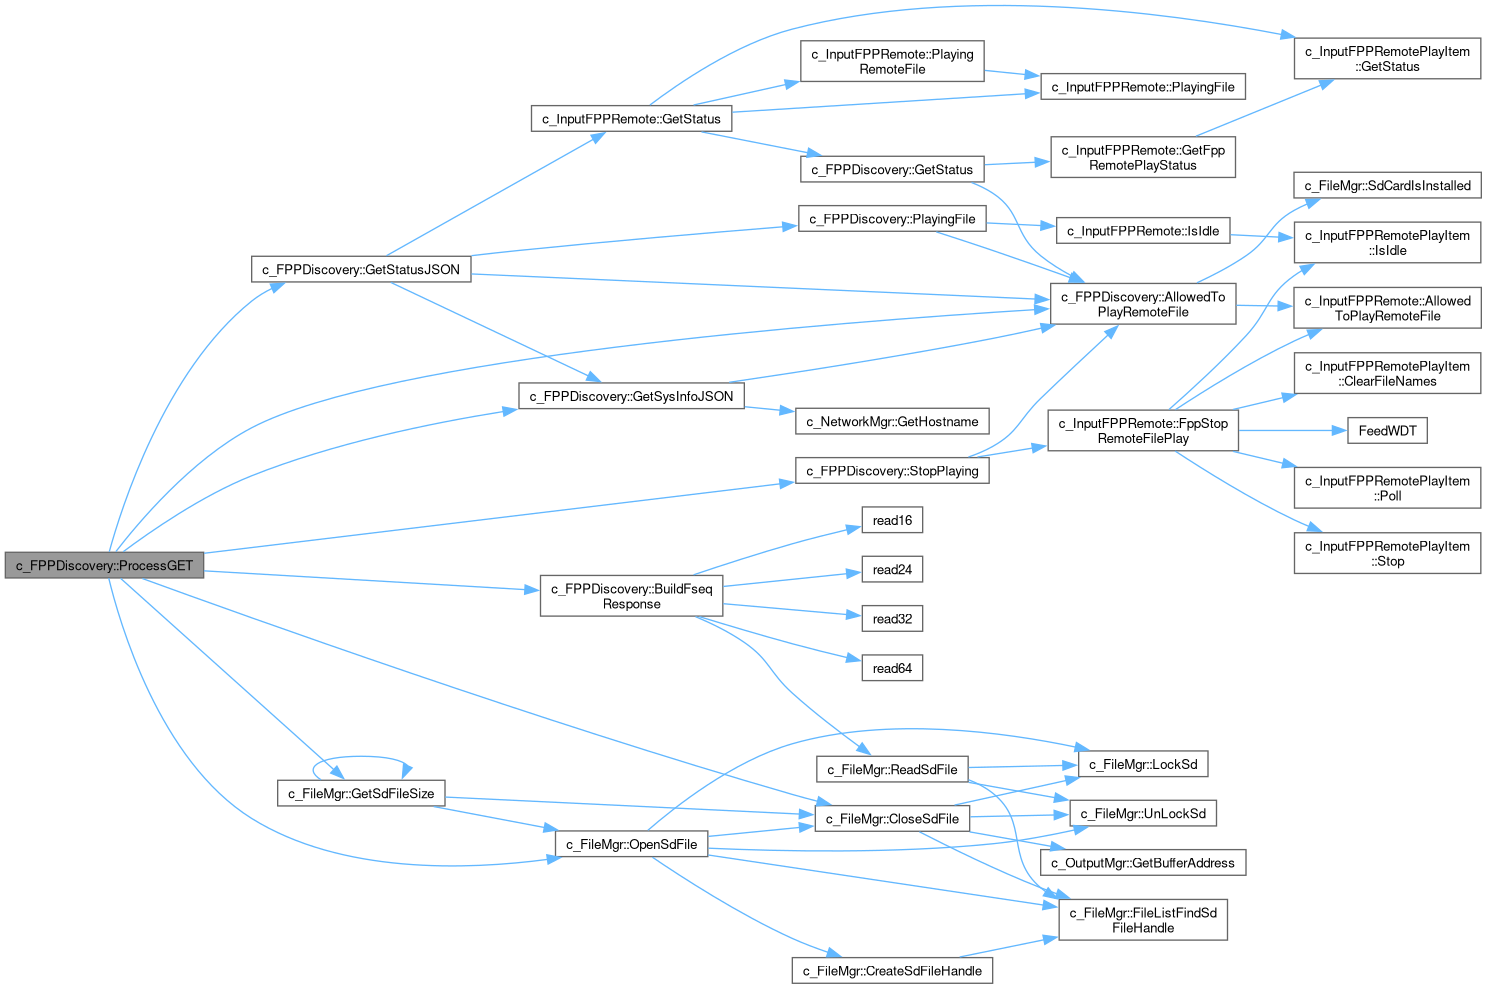 c_FPPDiscovery::ProcessGET
c_FPPDiscovery::GetStatusJSON
c_InputFPPRemote::GetStatus
c_InputFPPRemote::Playing
RemoteFile
c_InputFPPRemote::PlayingFile
c_InputFPPRemotePlayItem
::GetStatus
c_FPPDiscovery::GetStatus
c_InputFPPRemote::GetFpp
RemotePlayStatus
c_FPPDiscovery::PlayingFile
c_InputFPPRemote::IsIdle
c_FileMgr::SdCardIsInstalled
c_InputFPPRemotePlayItem
::IsIdle
c_FPPDiscovery::AllowedTo
PlayRemoteFile
c_InputFPPRemote::Allowed
ToPlayRemoteFile
c_FPPDiscovery::GetSysInfoJSON
c_NetworkMgr::GetHostname
c_FPPDiscovery::StopPlaying
c_InputFPPRemote::FppStop
RemoteFilePlay
c_InputFPPRemotePlayItem
::ClearFileNames
FeedWDT
c_InputFPPRemotePlayItem
::Poll
c_InputFPPRemotePlayItem
::Stop
c_FPPDiscovery::BuildFseq
Response
read16
read24
read32
read64
c_FileMgr::ReadSdFile
c_FileMgr::GetSdFileSize
c_FileMgr::OpenSdFile
c_FileMgr::CloseSdFile
c_FileMgr::LockSd
c_FileMgr::UnLockSd
c_OutputMgr::GetBufferAddress
c_FileMgr::FileListFindSd
FileHandle
c_FileMgr::CreateSdFileHandle